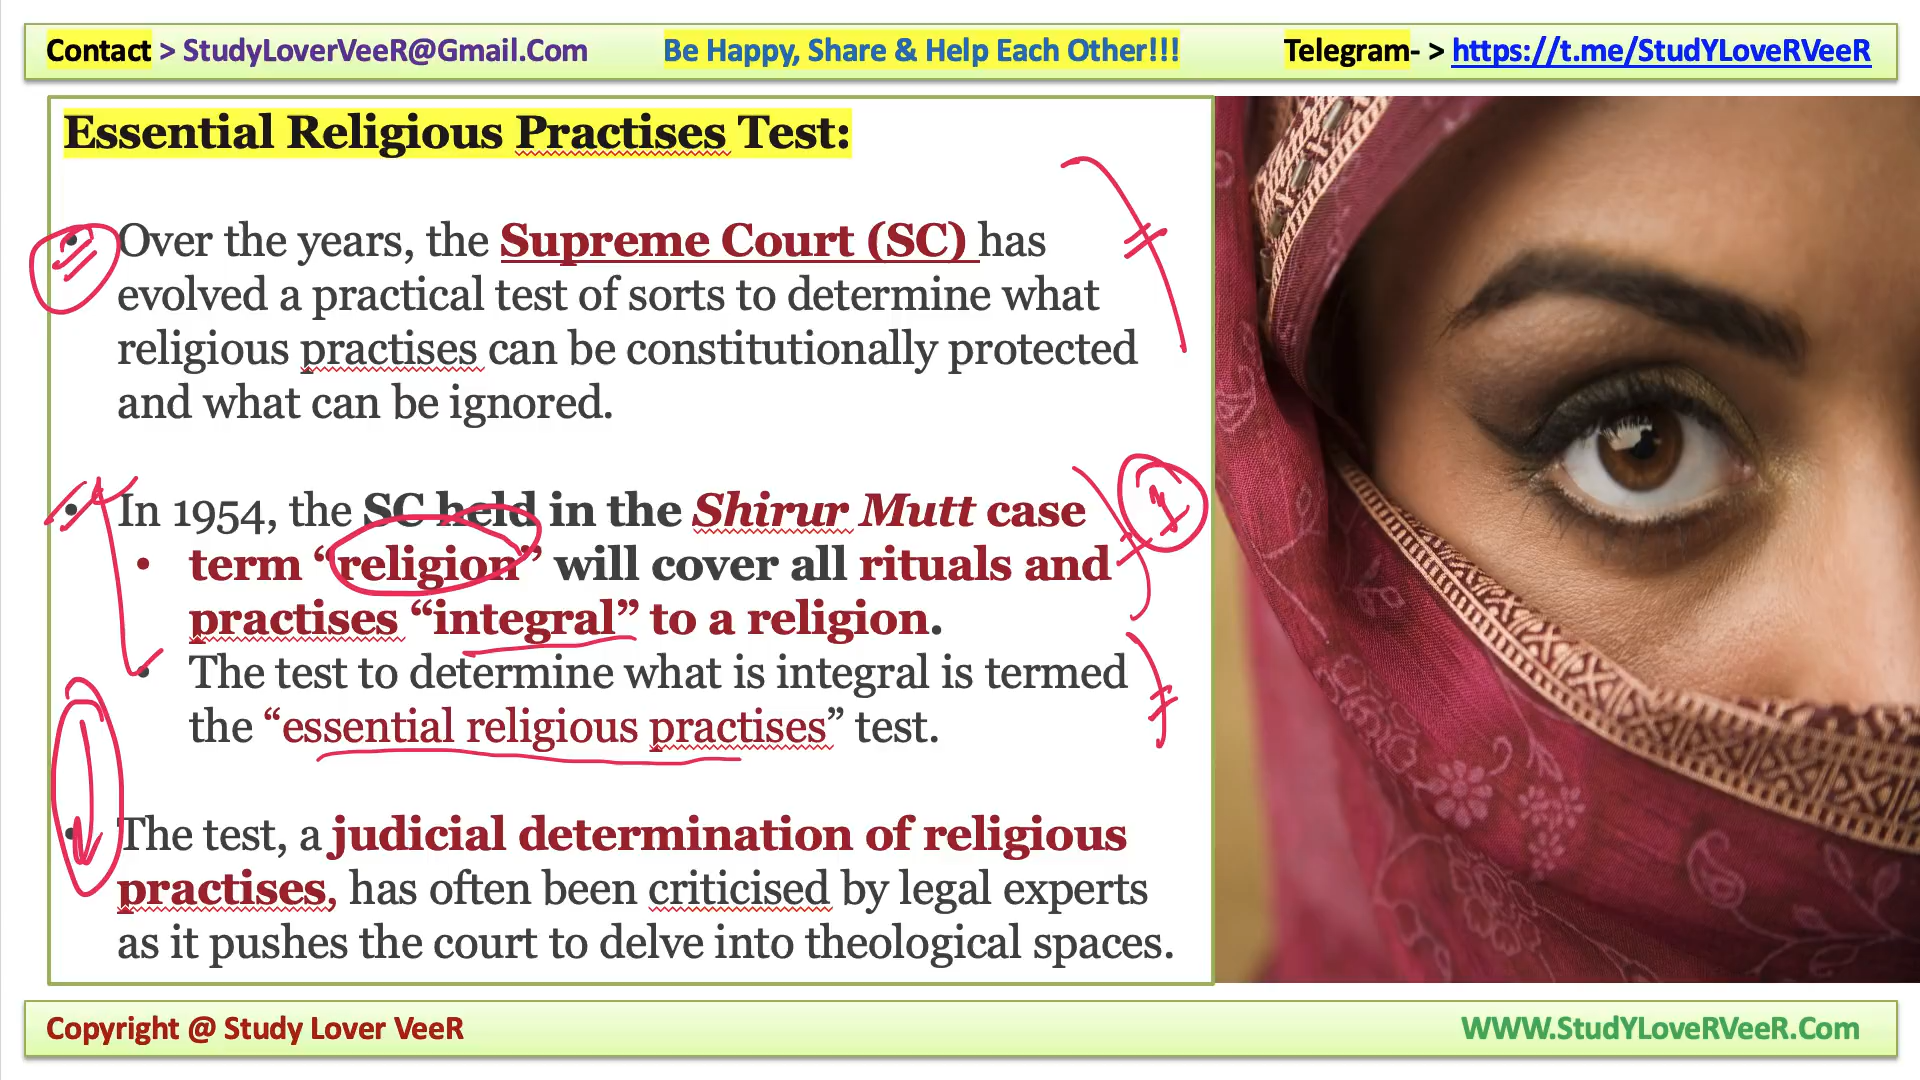 Contact > StudyLoverVeeR@Gmail.Com Be Happy, Share & Help Each Other!!! Telegram- > https://t.me/StudYLoveRVeeR
Essential Religious Practises Test:
• Over the years, the Supreme Court (SC) has
evolved a practical test of sorts to determine what
religious practises can be constitutionally protected
and what can be ignored.
• In 1954, the SC held in the Shirur Mutt case
• term “religion” will cover all rituals and
practises “integral” to a religion.
• The test to determine what is integral is termed
the “essential religious practises” test.
• The test, a judicial determination of religious
practises, has often been criticised by legal experts
as it pushes the court to delve into theological spaces.
Copyright @ Study Lover VeeR WWW.StudYLoveRVeeR.Com